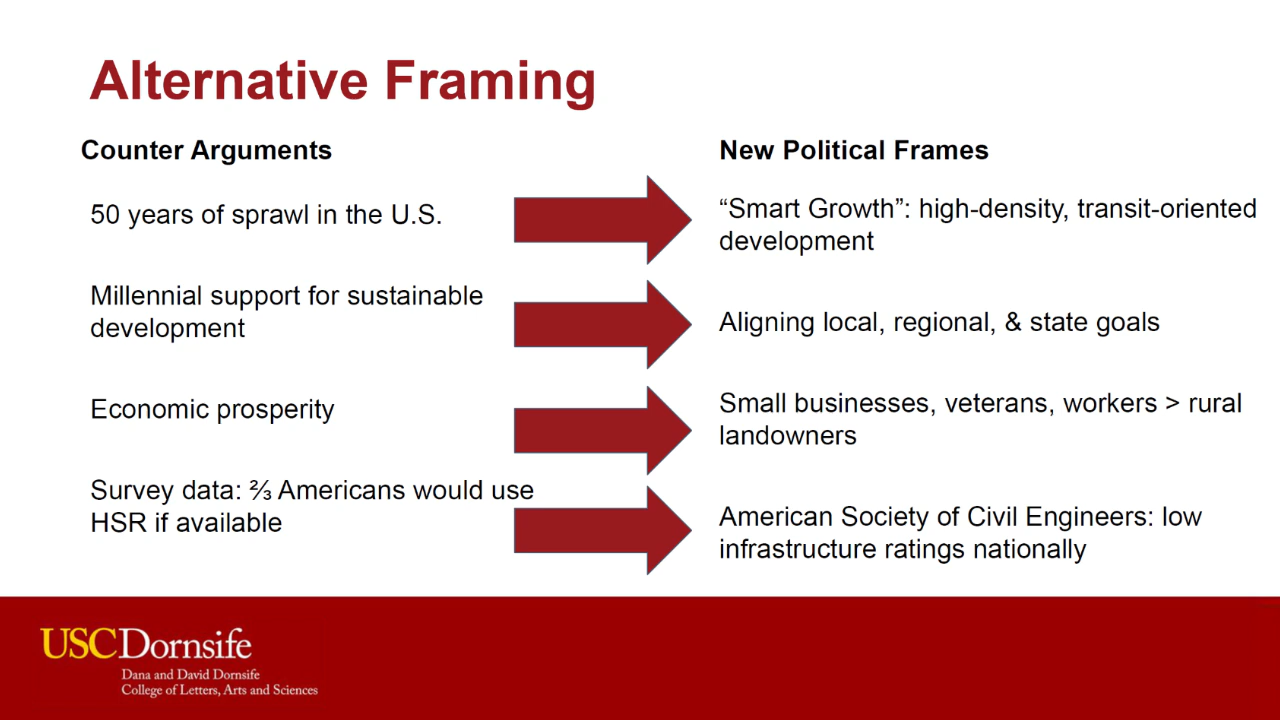 Alternative Framing
Counter Arguments
New Political Frames
50 years of sprawl in the U.S.
“Smart Growth”: high-density, transit-oriented
development
Millennial support for sustainable
development
Aligning local, regional, & state goals
Economic prosperity
Small businesses, veterans, workers > rural
landowners
Survey data: ⅔ Americans would use
HSR if available
American Society of Civil Engineers: low
infrastructure ratings nationally
USCDornsife
Dana and David Dornsife
College of Letters, Arts and Sciences